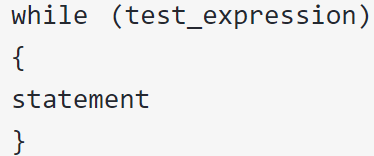 while (test_expression)
{
statement
}